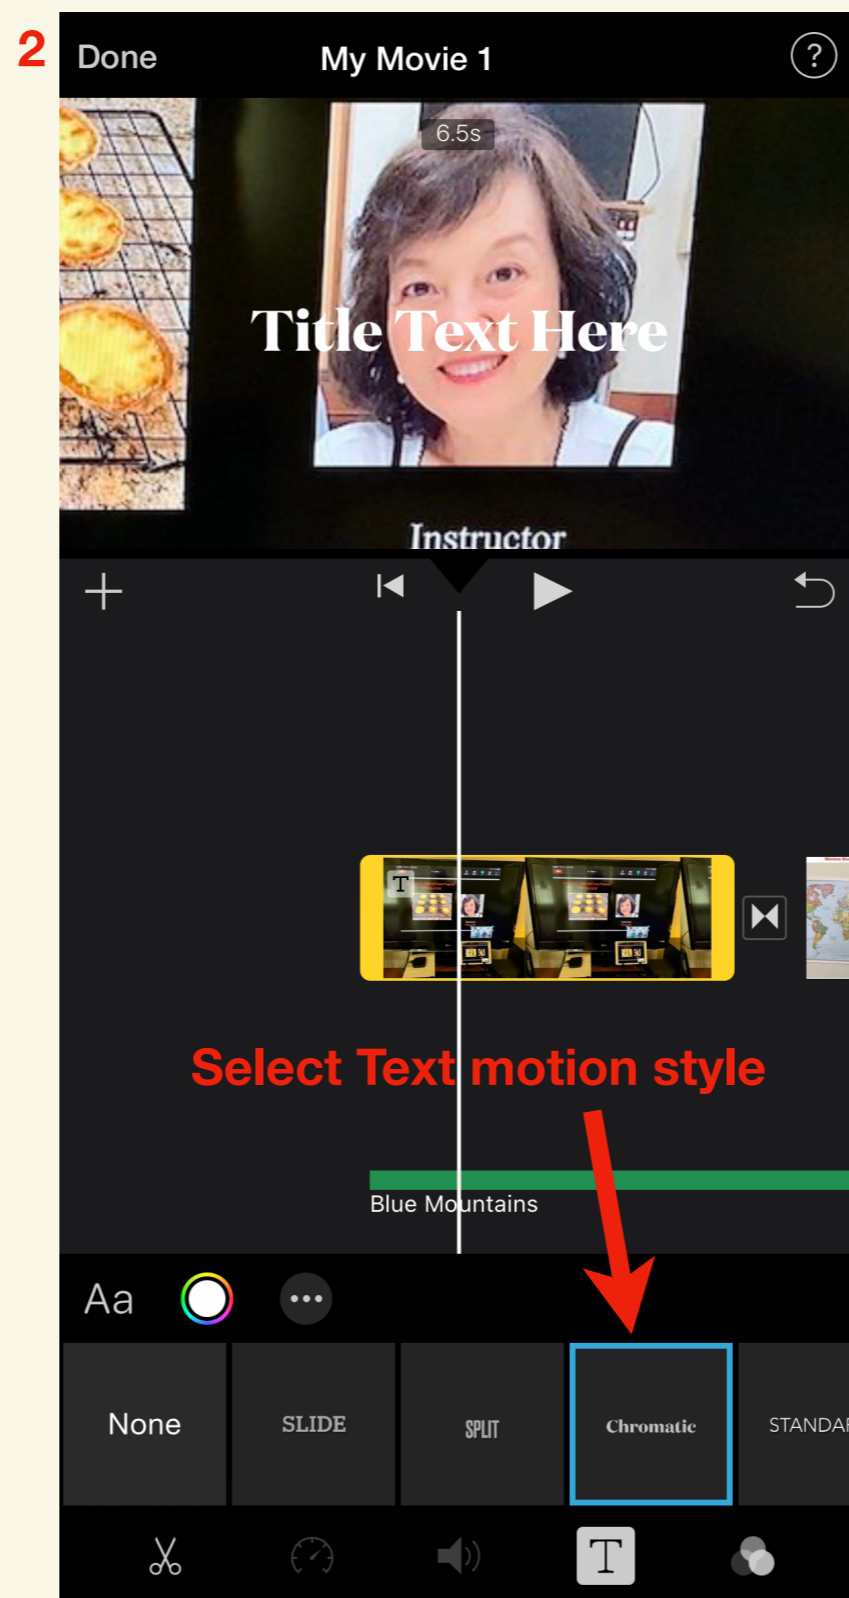 2
Done
My Movie 1
?
6.5s
Title Text Here
Instructor
T
Select Text motion style
Blue Mountains
Aa
None
SLIDE
SPLIT
Chromatic
STANDAR
T